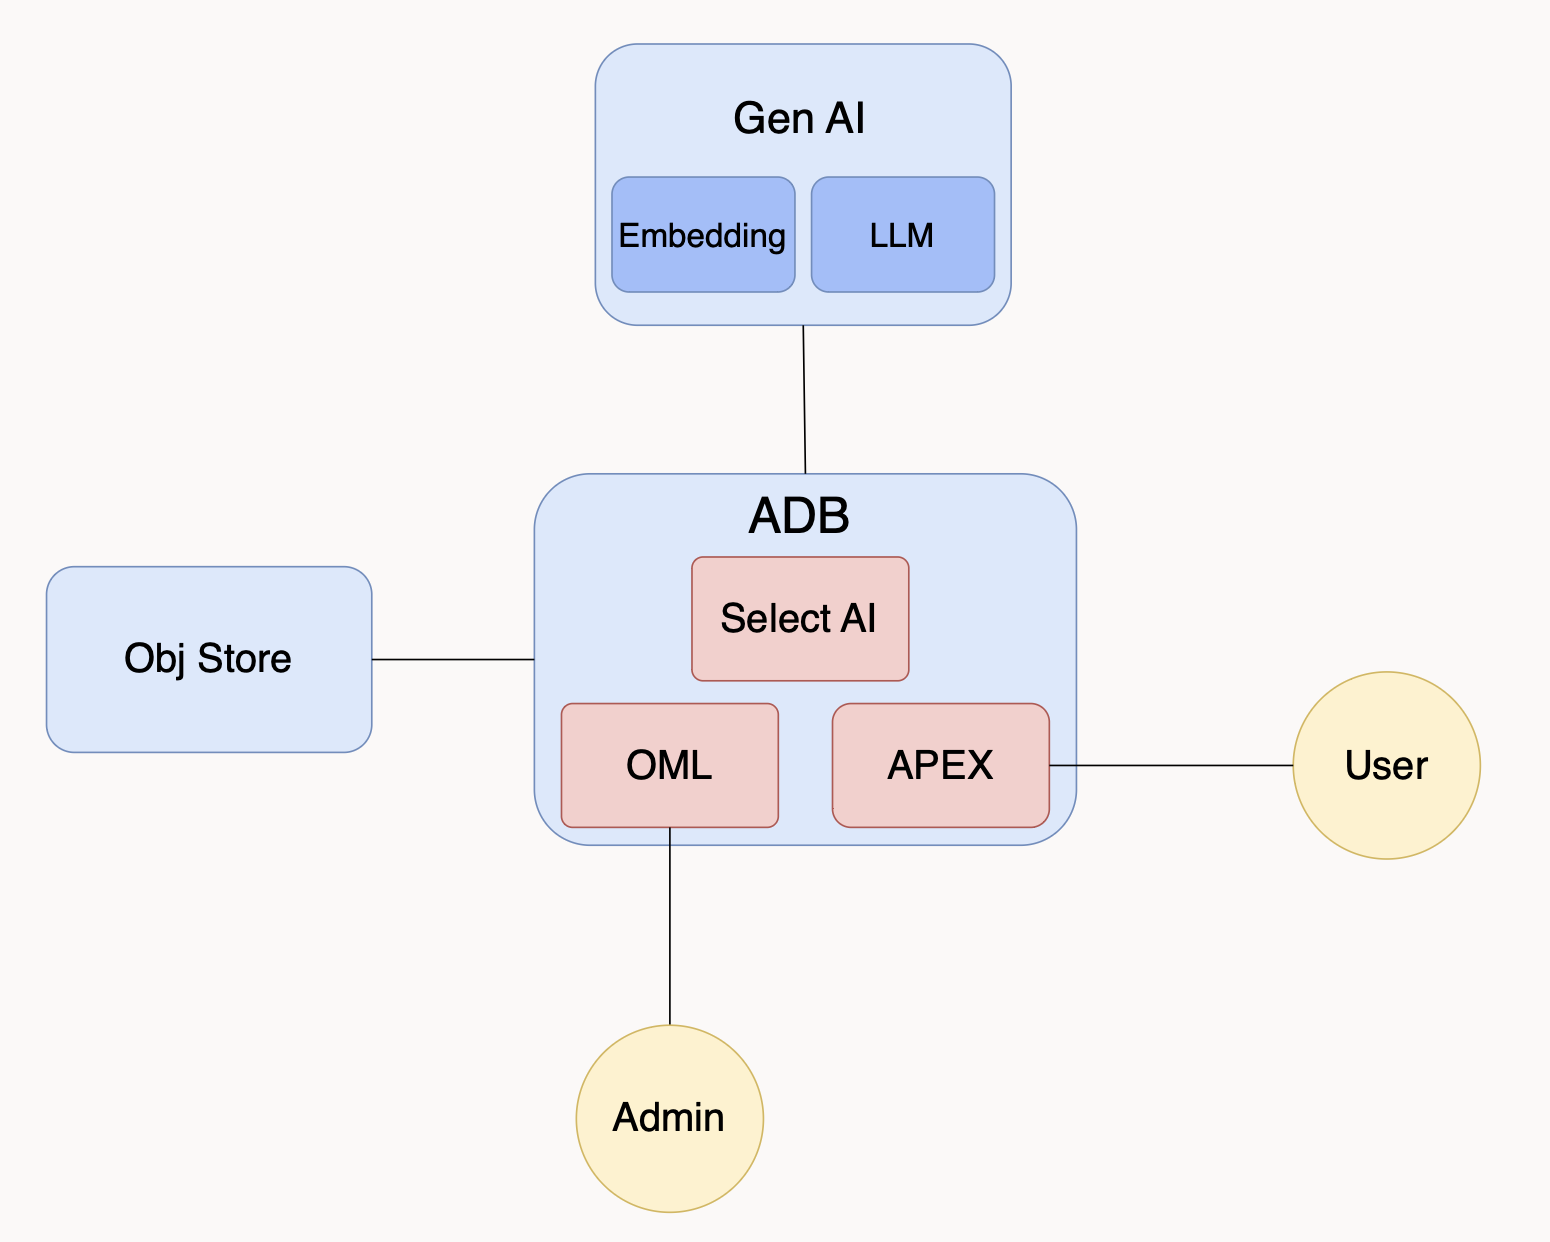 Gen AI
Embedding
LLM
ADB
Select AI
Obj Store
OML
APEX
User
Admin